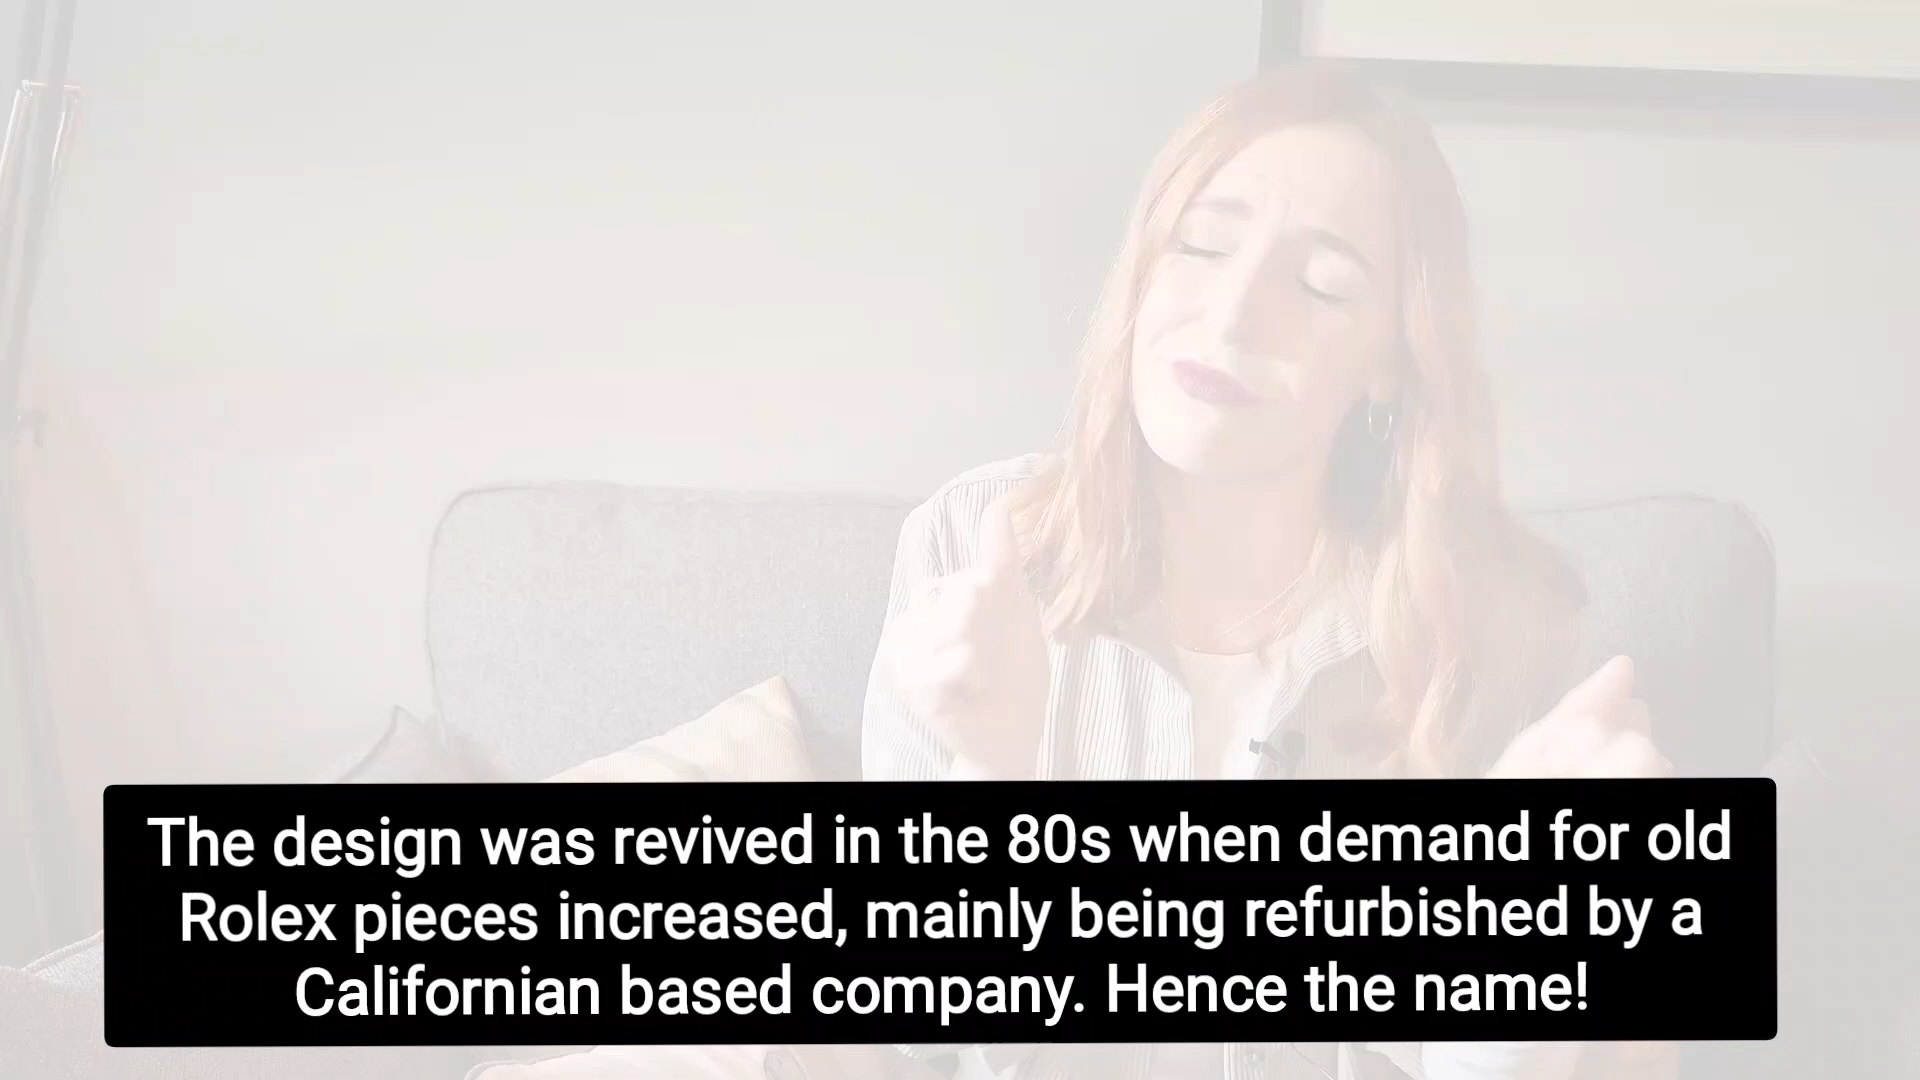 The design was revived in the 80s when demand for old
Rolex pieces increased, mainly being refurbished by a
Californian based company. Hence the name!